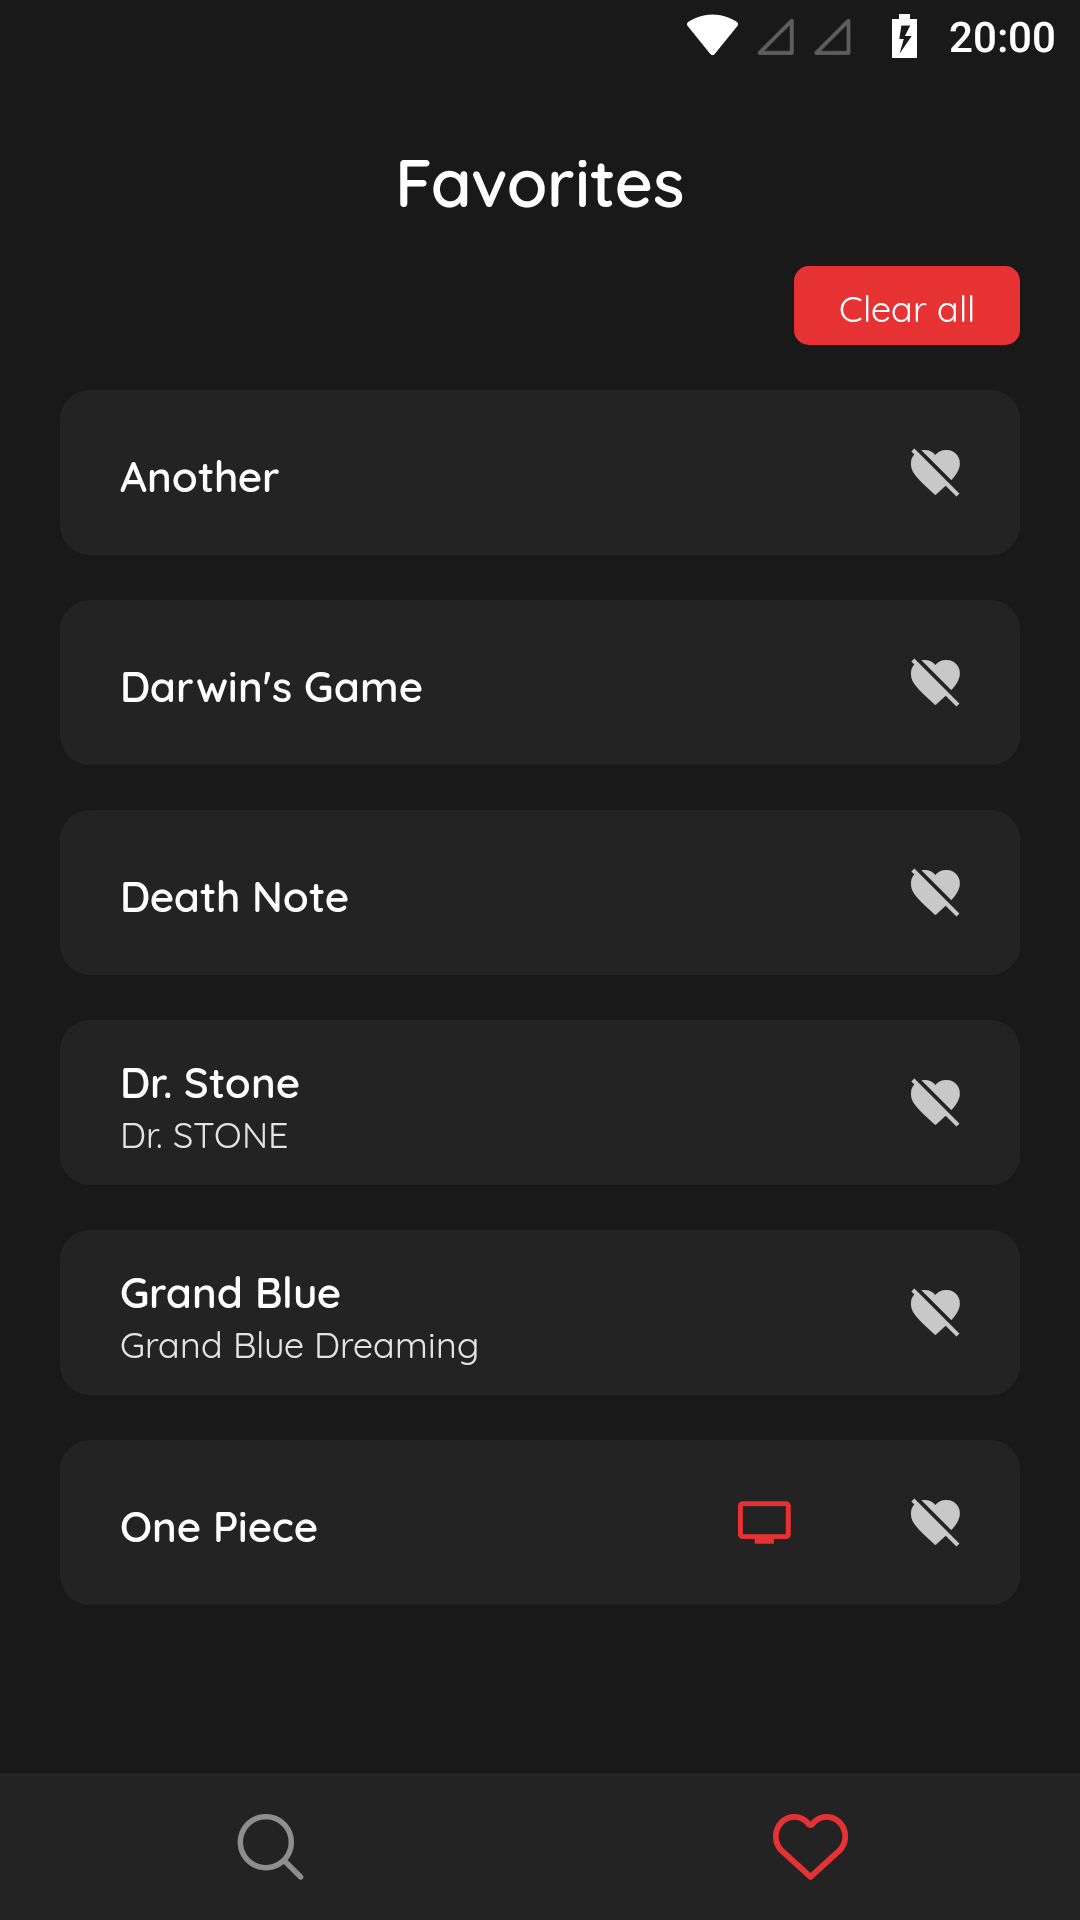 20:00
Favorites
Clear all
Another
Darwin's Game
Death Note
Dr. Stone
Dr. STONE
Grand Blue
Grand Blue Dreaming
One Piece